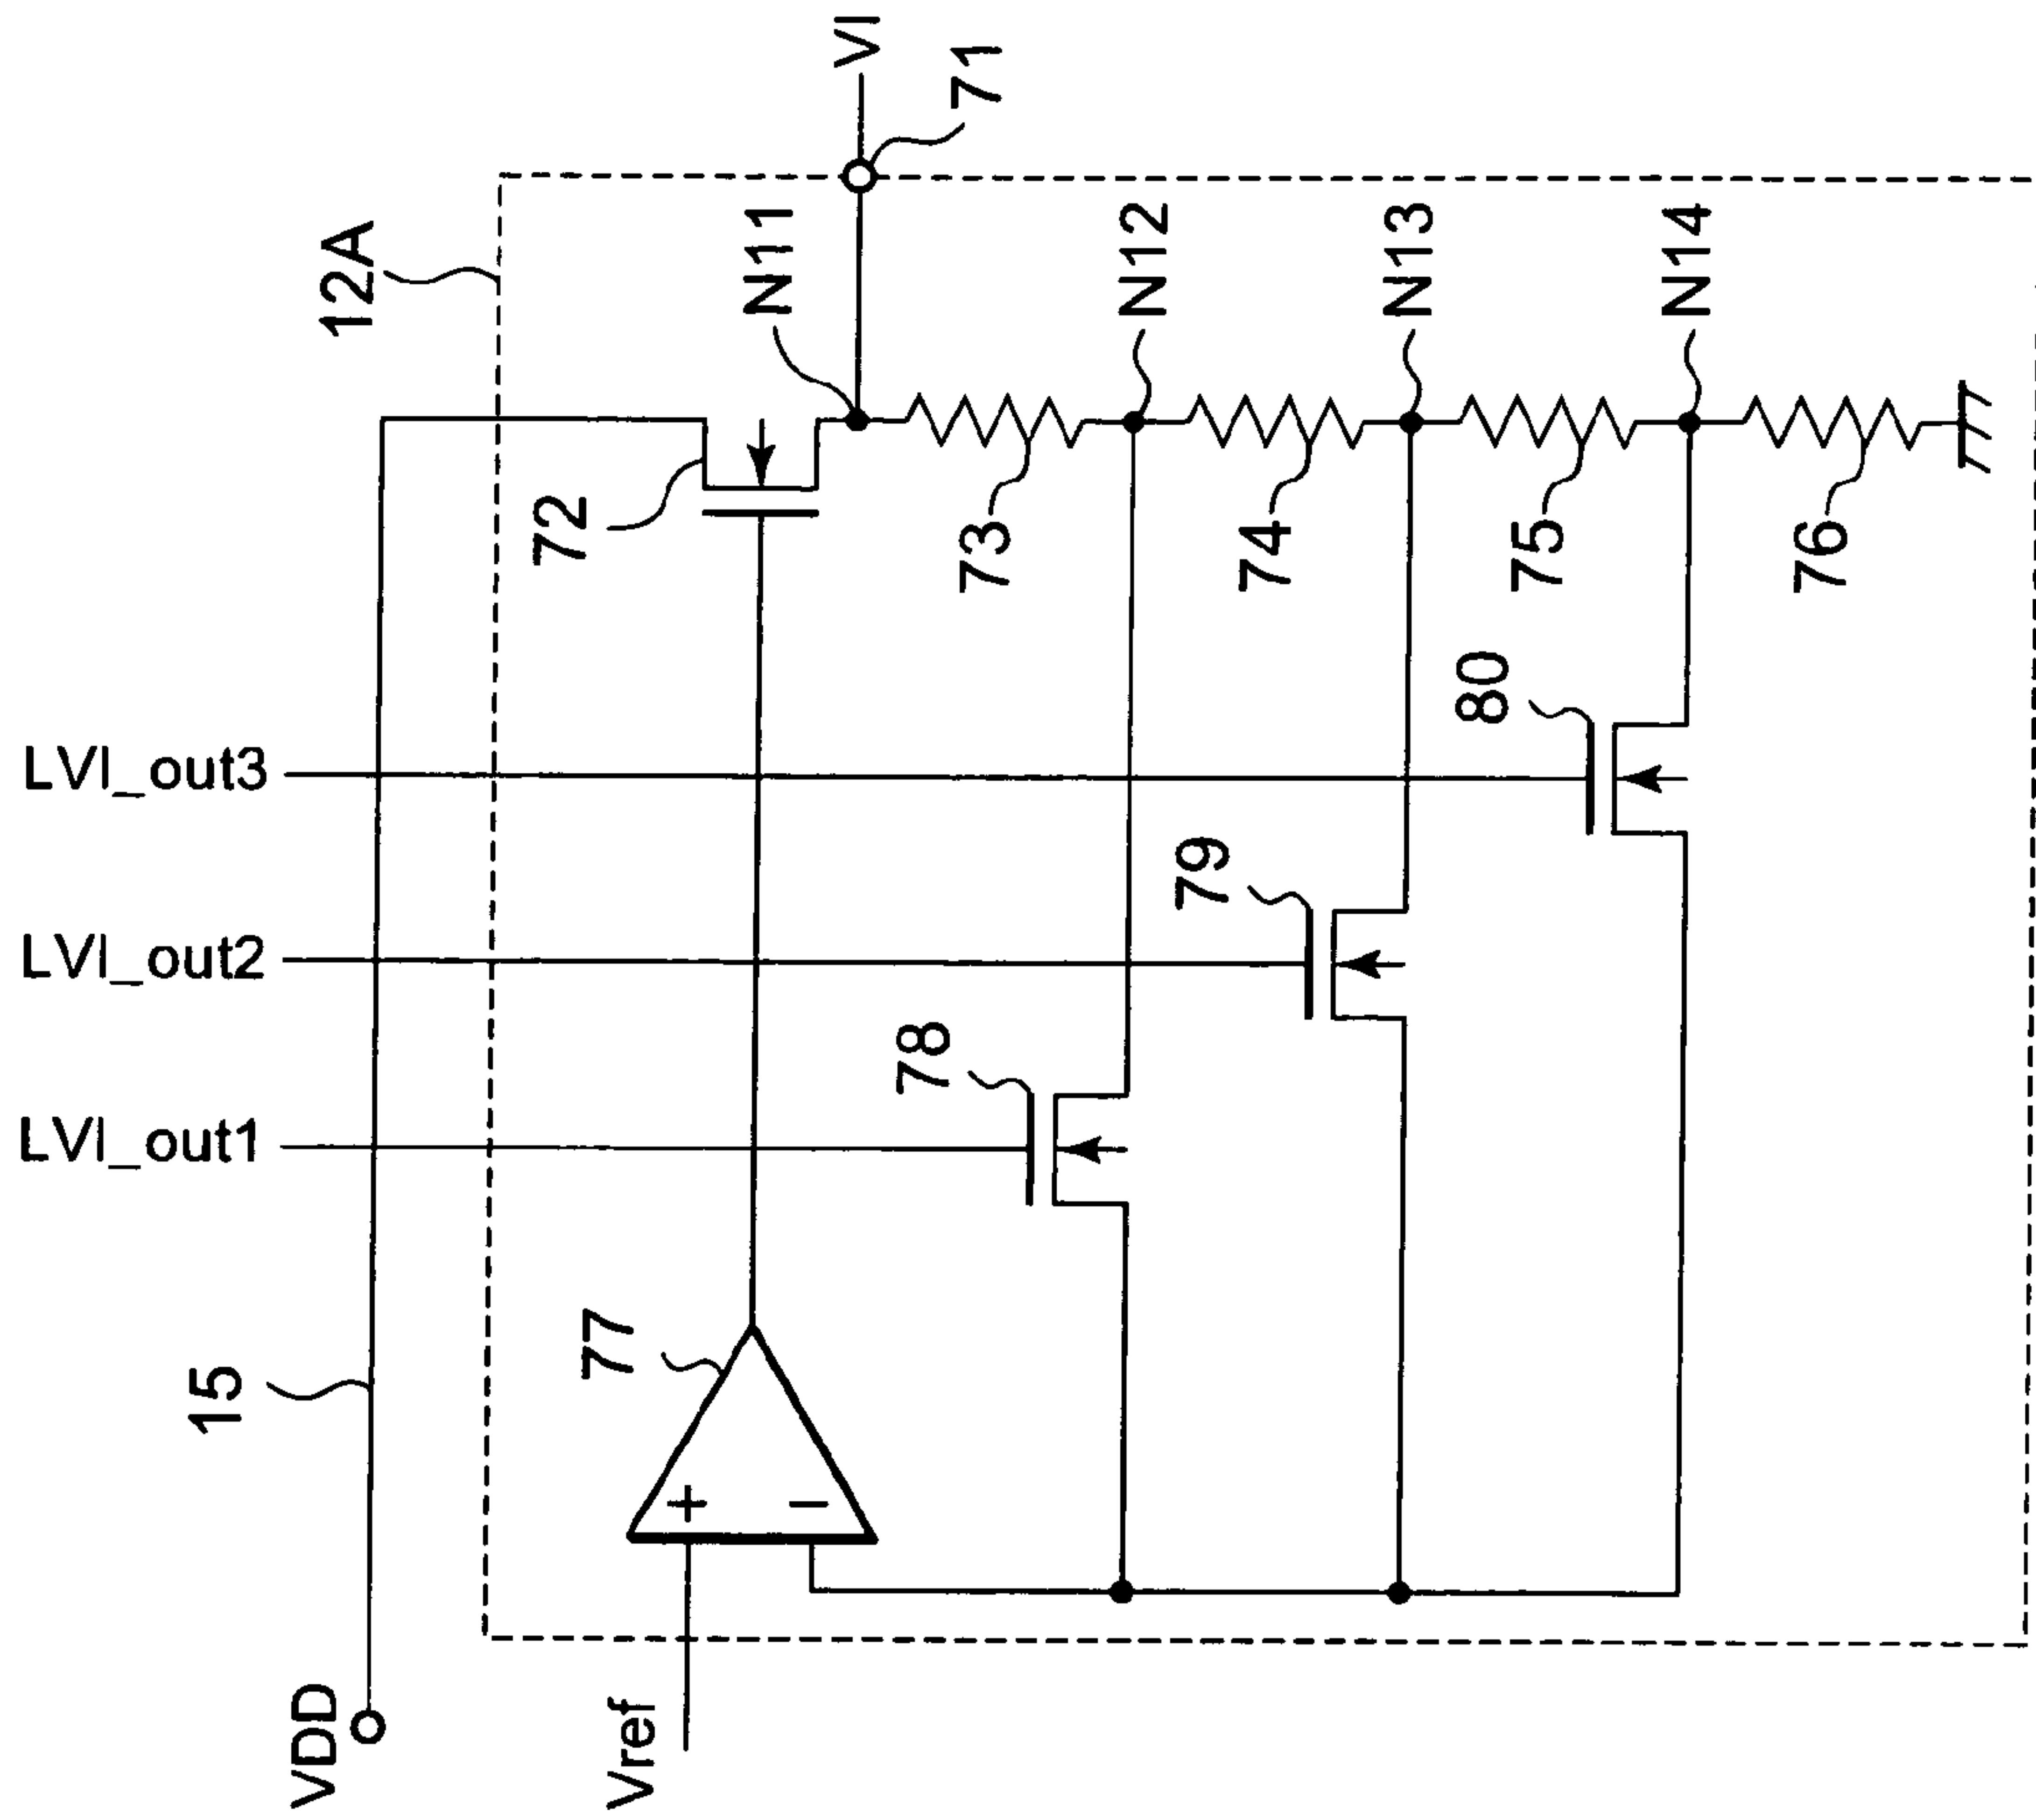 LVI_out3
LVI_out2
LVI_out1
VDD
15
12A
VI
71
Vref
77
+
−
72
N11
78
73
N12
79
74
N13
80
75
N14
76